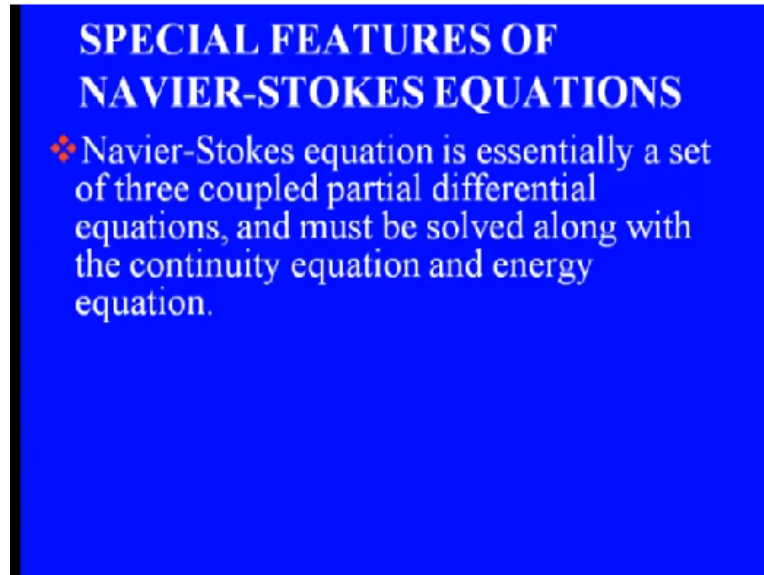 SPECIAL FEATURES OF
NAVIER-STOKES EQUATIONS
❖Navier-Stokes equation is essentially a set
of three coupled partial differential
equations, and must be solved along with
the continuity equation and energy
equation.